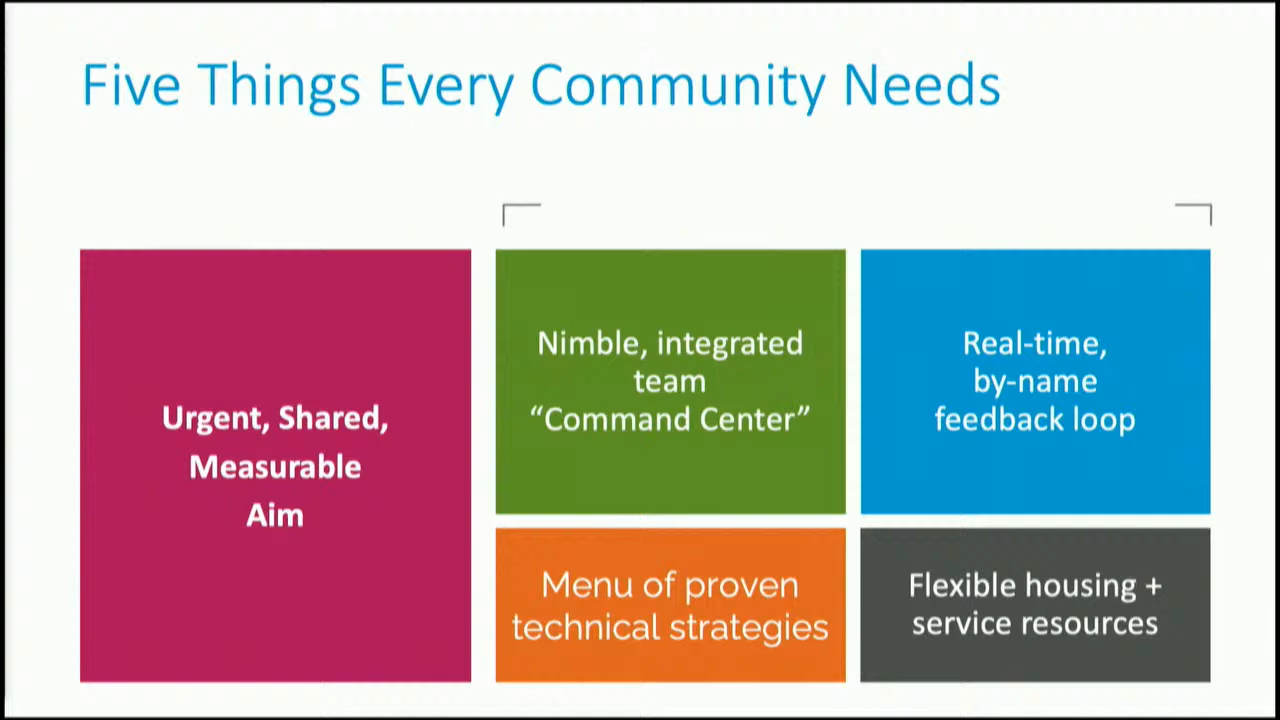 Five Things Every Community Needs
Urgent, Shared,
Measurable
Aim
Nimble, integrated
team
“Command Center”
Real-time,
by-name
feedback loop
Menu of proven
technical strategies
Flexible housing +
service resources